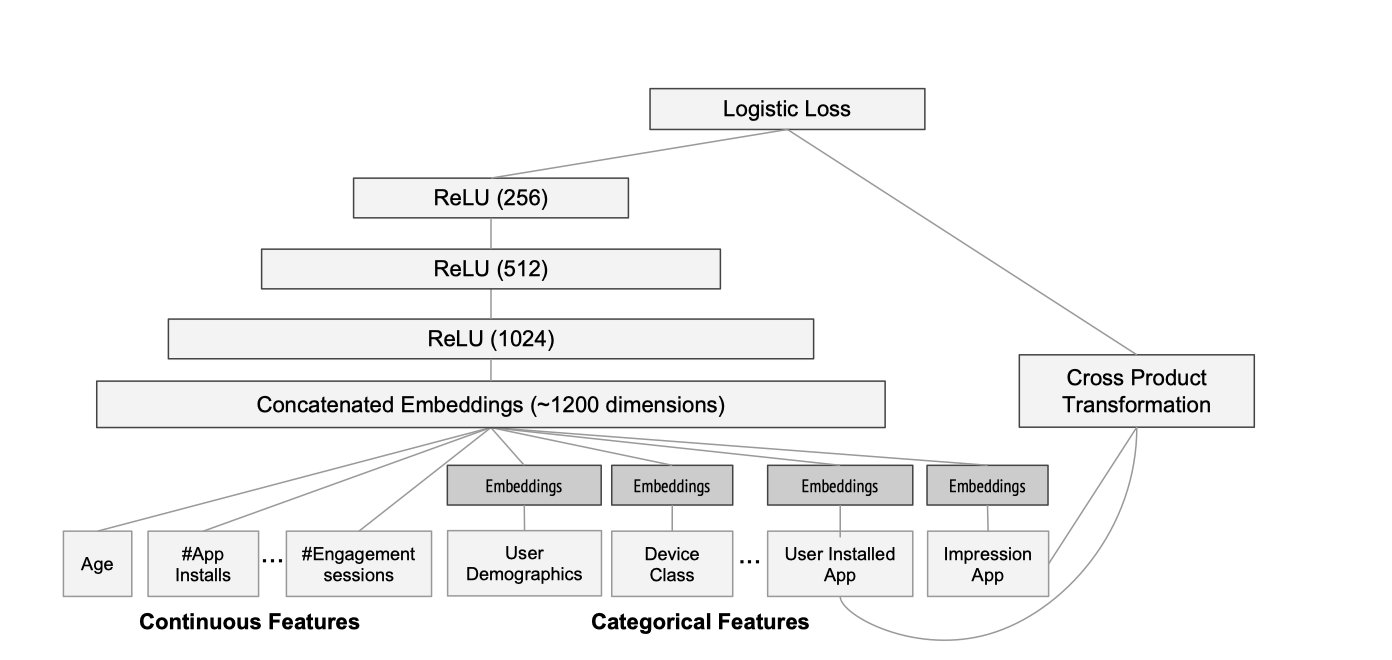 Logistic Loss
ReLU (256)
ReLU (512)
ReLU (1024)
Cross Product
Transformation
Concatenated Embeddings (~1200 dimensions)
Embeddings
Embeddings
Embeddings
Embeddings
Age
#App
Installs
...
#Engagement
sessions
User
Demographics
Device
Class
...
User Installed
App
Impression
App
Continuous Features
Categorical Features